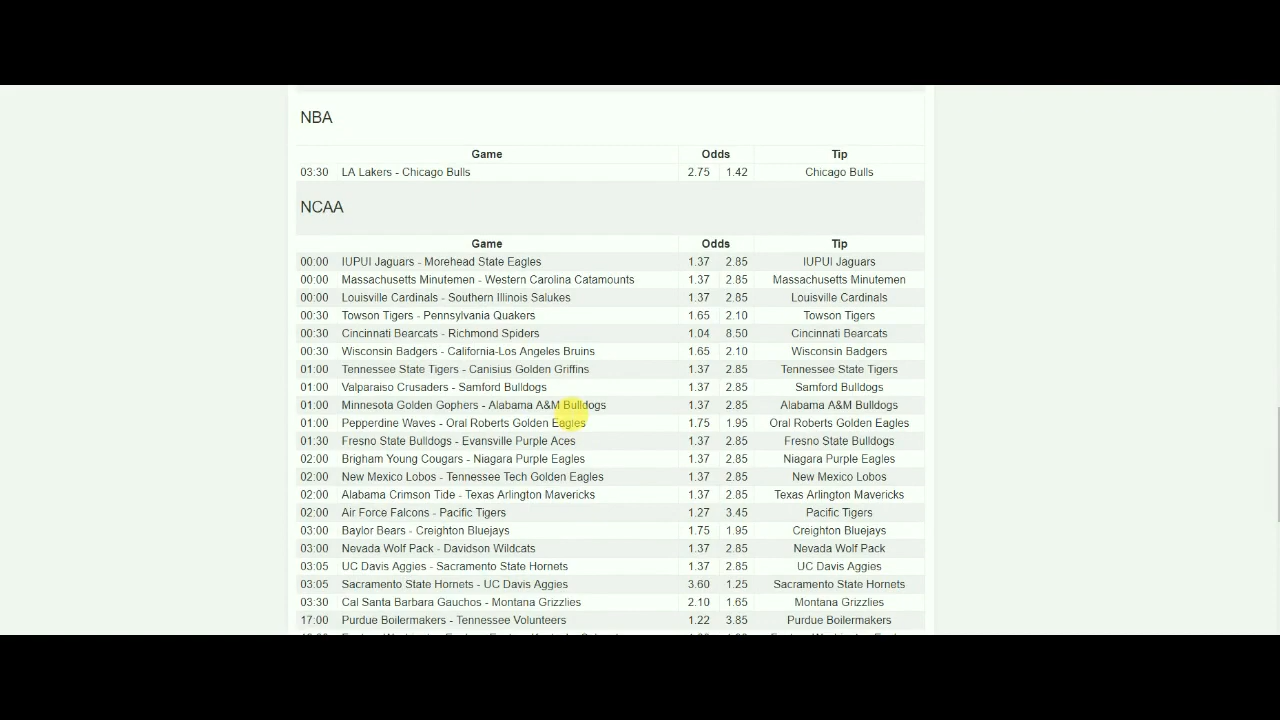 NBA
Game Odds Tip
03:30 LA Lakers - Chicago Bulls 2.75 1.42 Chicago Bulls
NCAA
Game Odds Tip
00:00 IUPUI Jaguars - Morehead State Eagles 1.37 2.85 IUPUI Jaguars
00:00 Massachusetts Minutemen - Western Carolina Catamounts 1.37 2.85 Massachusetts Minutemen
00:00 Louisville Cardinals - Southern Illinois Salukes 1.37 2.85 Louisville Cardinals
00:30 Towson Tigers - Pennsylvania Quakers 1.65 2.10 Towson Tigers
00:30 Cincinnati Bearcats - Richmond Spiders 1.04 8.50 Cincinnati Bearcats
00:30 Wisconsin Badgers - California-Los Angeles Bruins 1.65 2.10 Wisconsin Badgers
01:00 Tennessee State Tigers - Canisius Golden Griffins 1.37 2.85 Tennessee State Tigers
01:00 Valparaiso Crusaders - Samford Bulldogs 1.37 2.85 Samford Bulldogs
01:00 Minnesota Golden Gophers - Alabama A&M Bulldogs 1.37 2.85 Alabama A&M Bulldogs
01:00 Pepperdine Waves - Oral Roberts Golden Eagles 1.75 1.95 Oral Roberts Golden Eagles
01:30 Fresno State Bulldogs - Evansville Purple Aces 1.37 2.85 Fresno State Bulldogs
02:00 Brigham Young Cougars - Niagara Purple Eagles 1.37 2.85 Niagara Purple Eagles
02:00 New Mexico Lobos - Tennessee Tech Golden Eagles 1.37 2.85 New Mexico Lobos
02:00 Alabama Crimson Tide - Texas Arlington Mavericks 1.37 2.85 Texas Arlington Mavericks
02:00 Air Force Falcons - Pacific Tigers 1.27 3.45 Pacific Tigers
03:00 Baylor Bears - Creighton Bluejays 1.75 1.95 Creighton Bluejays
03:00 Nevada Wolf Pack - Davidson Wildcats 1.37 2.85 Nevada Wolf Pack
03:05 UC Davis Aggies - Sacramento State Hornets 1.37 2.85 UC Davis Aggies
03:05 Sacramento State Hornets - UC Davis Aggies 3.60 1.25 Sacramento State Hornets
03:30 Cal Santa Barbara Gauchos - Montana Grizzlies 2.10 1.65 Montana Grizzlies
17:00 Purdue Boilermakers - Tennessee Volunteers 1.22 3.85 Purdue Boilermakers